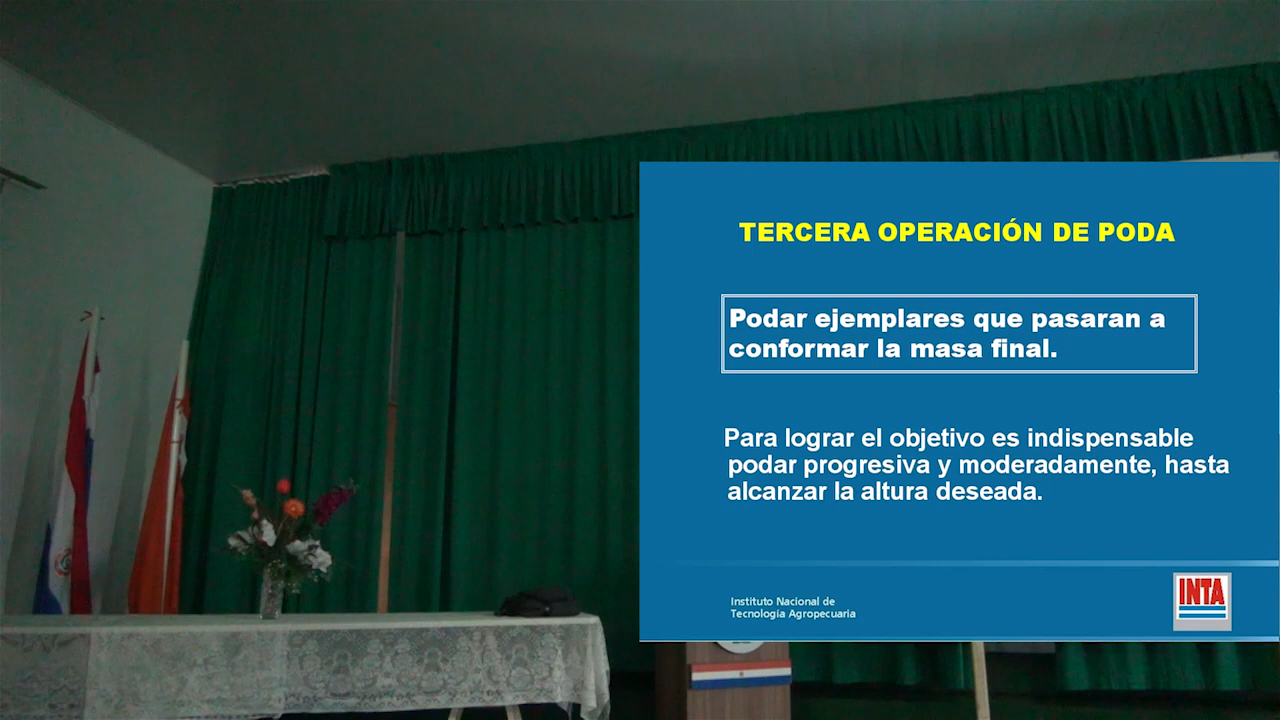 TERCERA OPERACIÓN DE PODA
Podar ejemplares que pasaran a
conformar la masa final.
Para lograr el objetivo es indispensable
podar progresiva y moderadamente, hasta
alcanzar la altura deseada.
Instituto Nacional de
Tecnología Agropecuaria
INTA